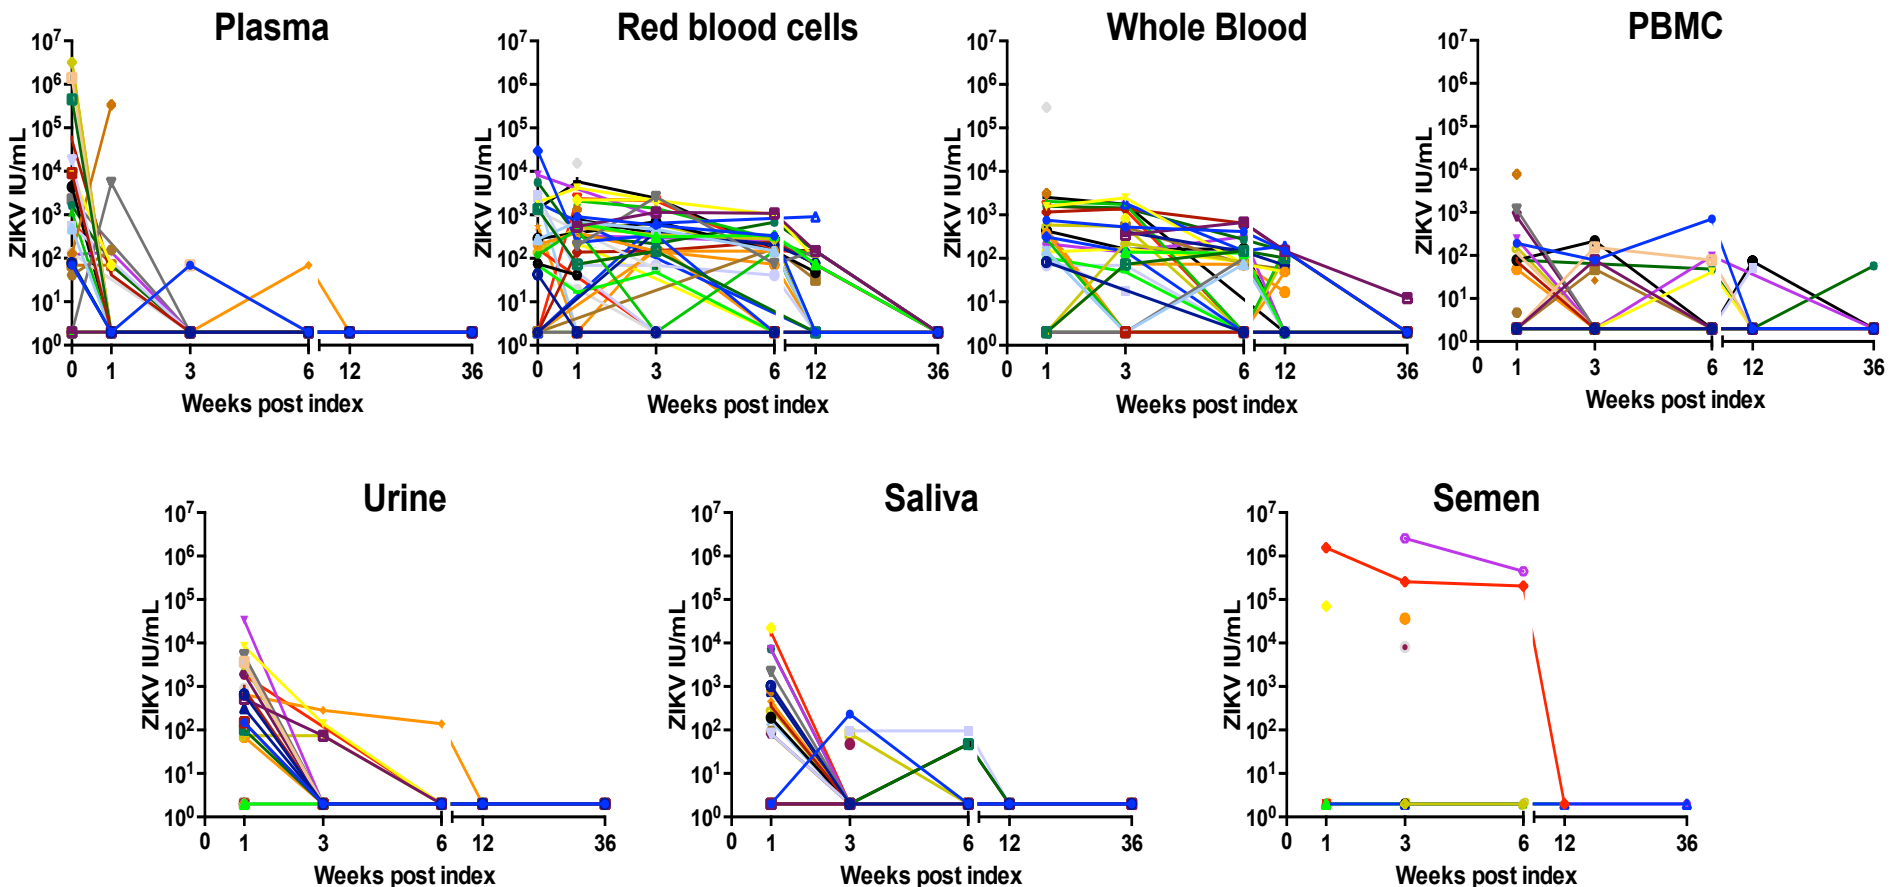 Plasma
ZIKV IU/mL
10⁷
10⁶
10⁵
10⁴
10³
10²
10¹
10⁰
0 1 3 6 12 36
Weeks post index
Red blood cells
ZIKV IU/mL
10⁷
10⁶
10⁵
10⁴
10³
10²
10¹
10⁰
0 1 3 6 12 36
Weeks post index
Whole Blood
ZIKV IU/mL
10⁷
10⁶
10⁵
10⁴
10³
10²
10¹
10⁰
0 1 3 6 12 36
Weeks post index
PBMC
ZIKV IU/mL
10⁷
10⁶
10⁵
10⁴
10³
10²
10¹
10⁰
0 1 3 6 12 36
Weeks post index
Urine
ZIKV IU/mL
10⁷
10⁶
10⁵
10⁴
10³
10²
10¹
10⁰
0 1 3 6 12 36
Weeks post index
Saliva
ZIKV IU/mL
10⁷
10⁶
10⁵
10⁴
10³
10²
10¹
10⁰
0 1 3 6 12 36
Weeks post index
Semen
ZIKV IU/mL
10⁷
10⁶
10⁵
10⁴
10³
10²
10¹
10⁰
0 1 3 6 12 36
Weeks post index